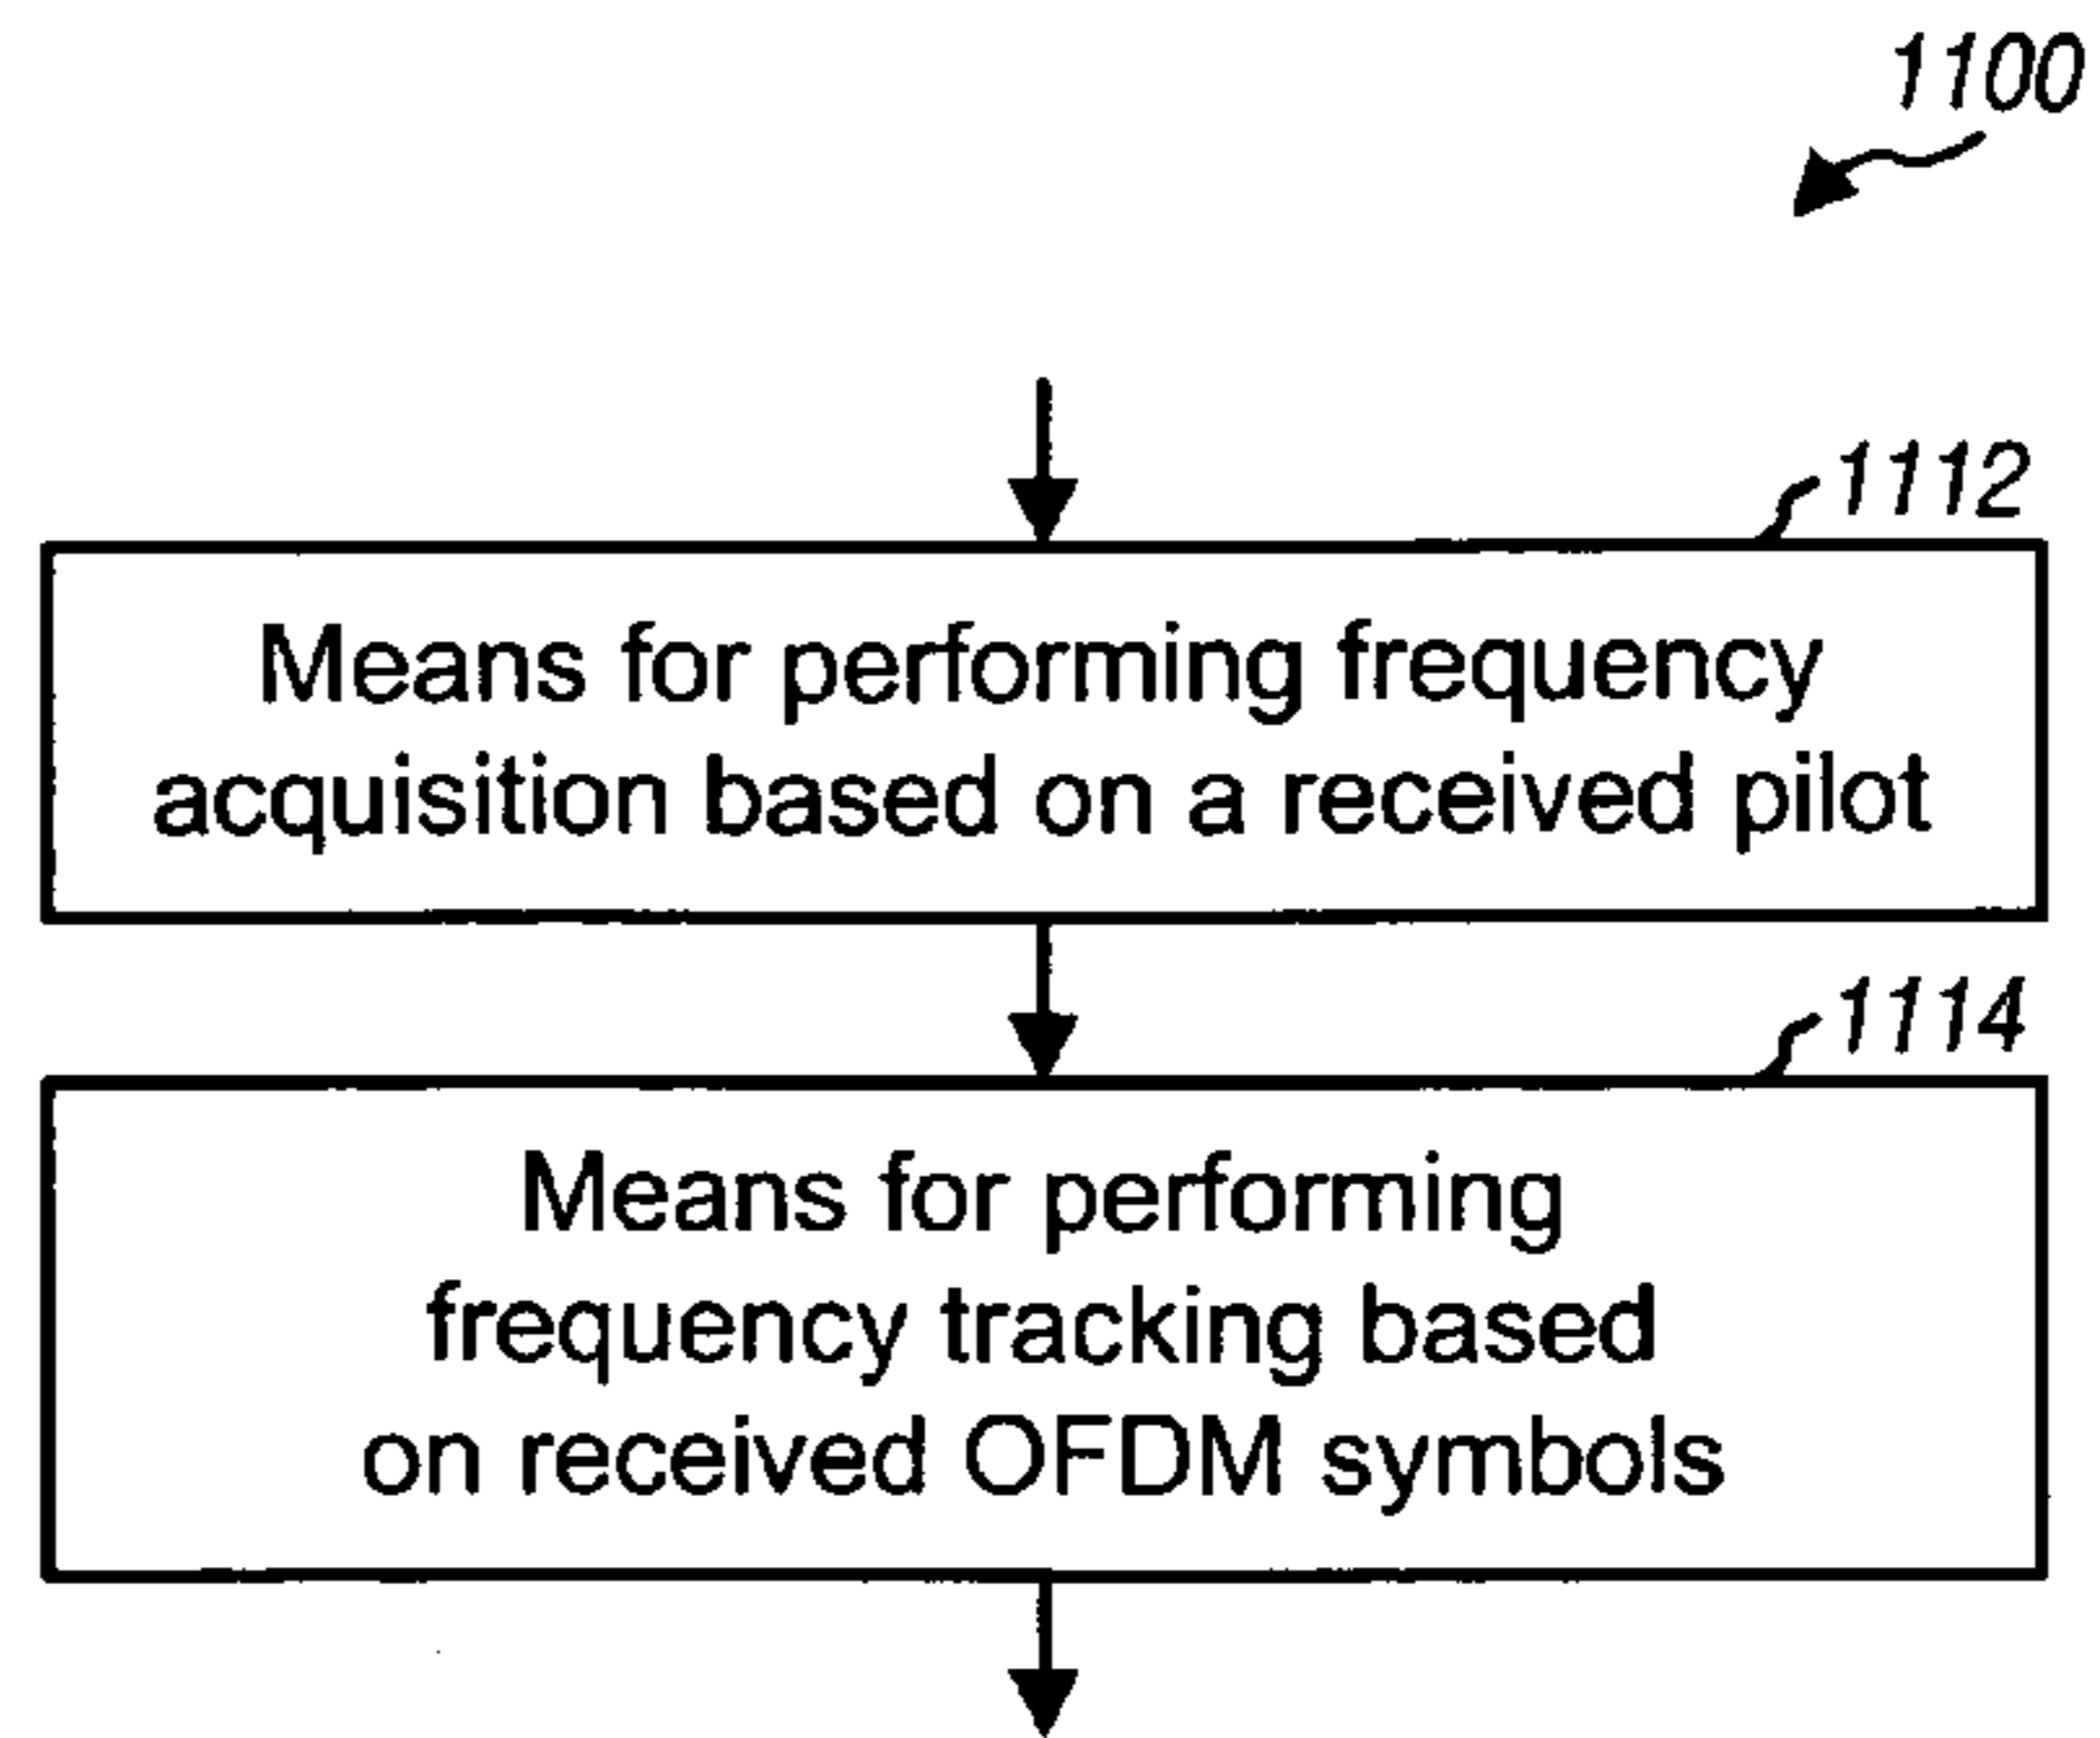 1100
1112
Means for performing frequency
acquisition based on a received pilot
1114
Means for performing
frequency tracking based
on received OFDM symbols